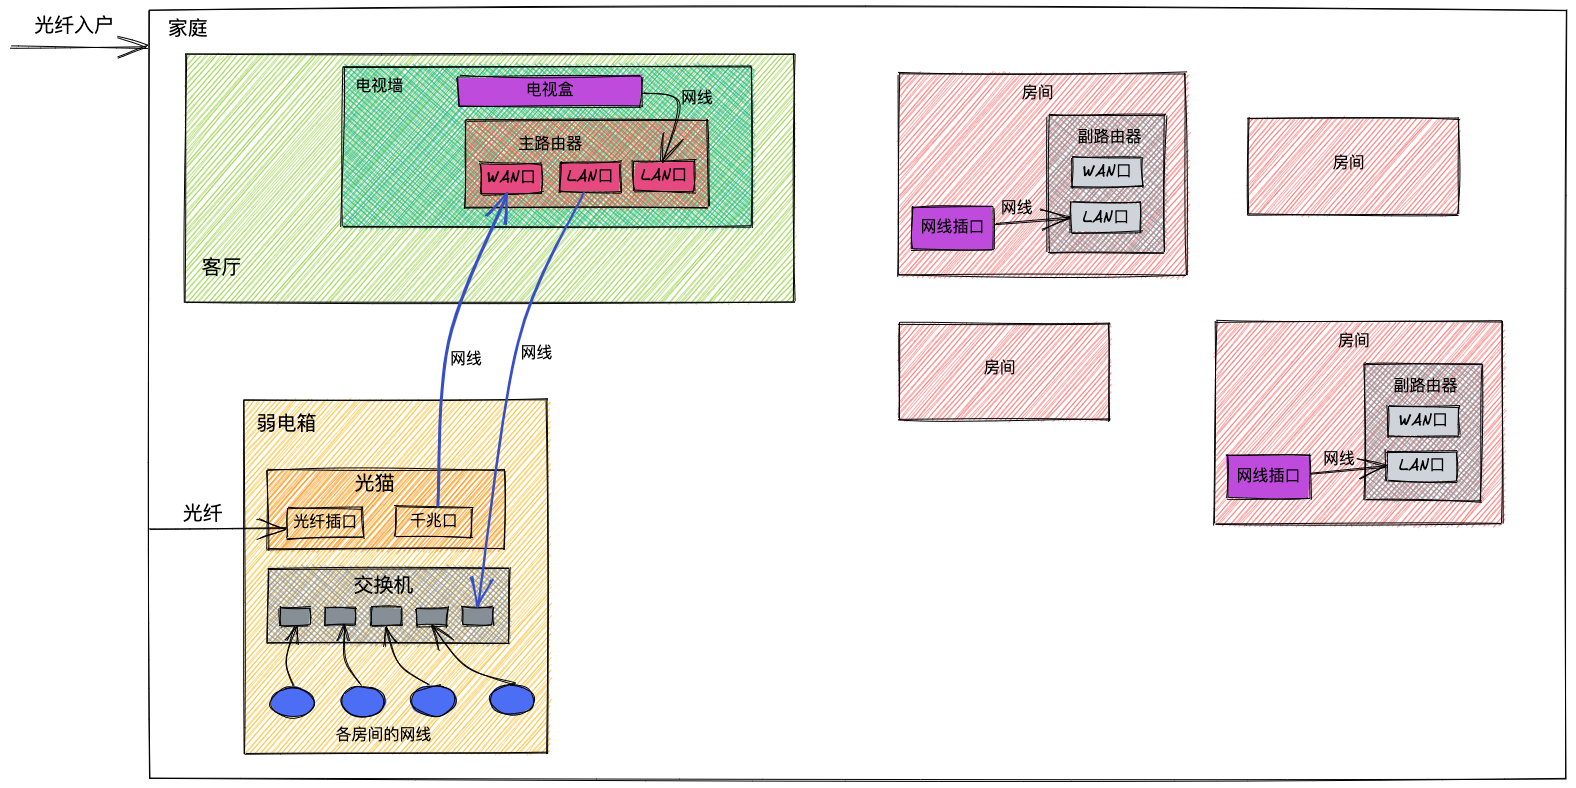 光纤入户
家庭
电视墙
电视盒
网线
主路由器
WAN口
LAN口
LAN口
客厅
网线
网线
弱电箱
光猫
光纤插口
千兆口
光纤
交换机
各房间的网线
房间
副路由器
WAN口
LAN口
网线插口
网线
房间
房间
房间
副路由器
WAN口
LAN口
网线插口
网线